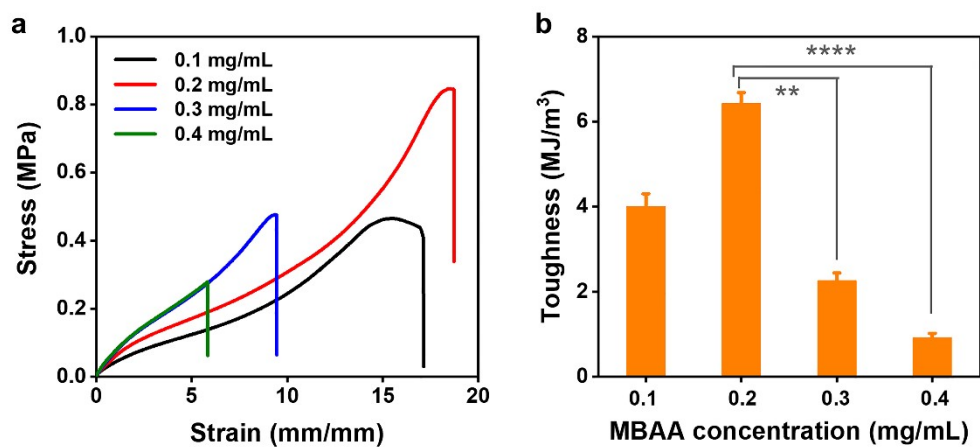 a
1.0
0.8
0.6
0.4
0.2
0.0
Stress (MPa)
0.1 mg/mL
0.2 mg/mL
0.3 mg/mL
0.4 mg/mL
0
5
10
15
20
Strain (mm/mm)
b
8
6
4
2
0
Toughness (MJ/m³)
****
**
0.1
0.2
0.3
0.4
MBAA concentration (mg/mL)